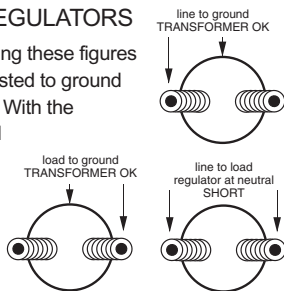 EGULATORS
ing these figures
sted to ground
With the
line to ground
TRANSFORMER OK
load to ground
TRANSFORMER OK
line to load
regulator at neutral
SHORT